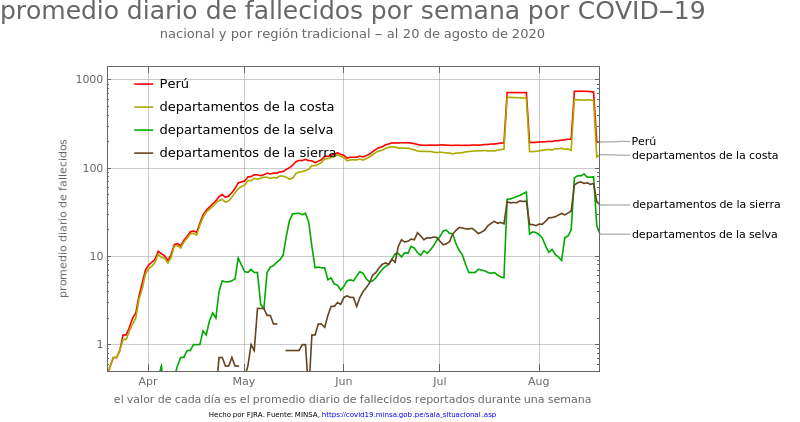 promedio diario de fallecidos por semana por COVID‒19
nacional y por región tradicional ‒ al 20 de agosto de 2020
1000
100
10
1
promedio diario de fallecidos
Perú
departamentos de la costa
departamentos de la selva
departamentos de la sierra
Perú
departamentos de la costa
departamentos de la sierra
departamentos de la selva
Apr May Jun Jul Aug
el valor de cada día es el promedio diario de fallecidos reportados durante una semana
Hecho por FJRA. Fuente: MINSA, https://covid19.minsa.gob.pe/sala_situacional.asp